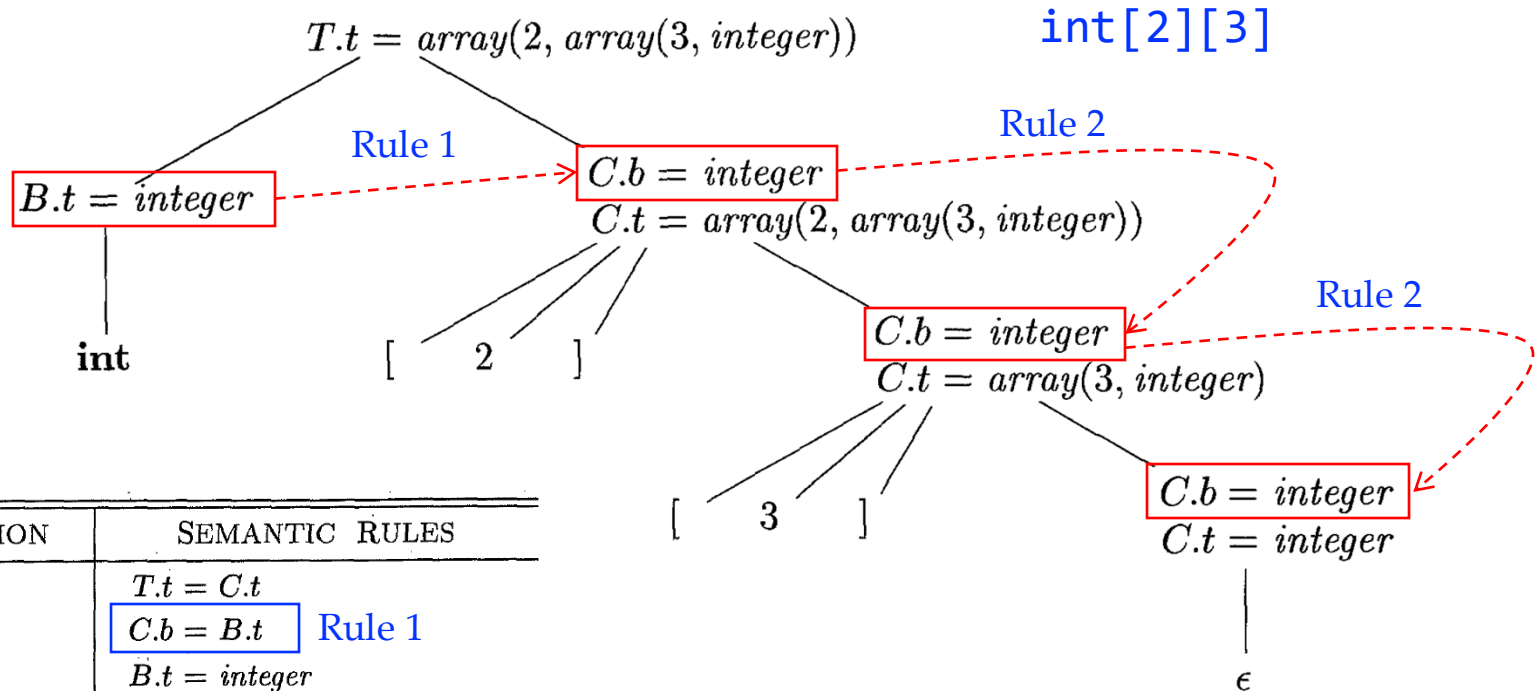 T.t = array(2, array(3, integer))
int[2][3]
Rule 1
Rule 2
B.t = integer
C.b = integer
C.t = array(2, array(3, integer))
Rule 2
int
[ 2 ]
C.b = integer
C.t = array(3, integer)
[ 3 ]
C.b = integer
C.t = integer
ϵ
ION SEMANTIC RULES
T.t = C.t
C.b = B.t Rule 1
B.t = integer